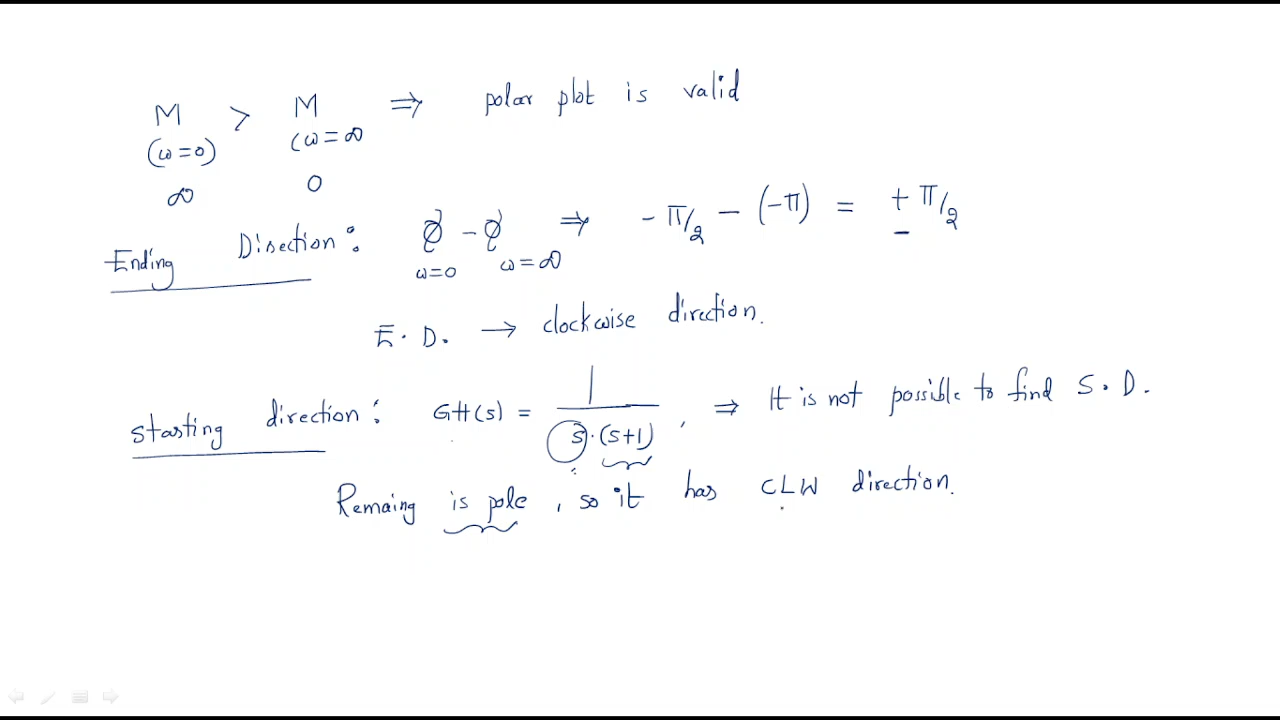 M > M ⇒ polar plot is valid
(ω=0) (ω=∞
∞ 0
Ending Direction: φ - φ ⇒ -π/2 - (-π) = +π/2
ω=0 ω=∞
E.D. → clockwise direction.
starting direction: GH(s) = 1/(s·(s+1)), ⇒ It is not possible to find S.D.
Remaing is pole, so it has CLW direction.